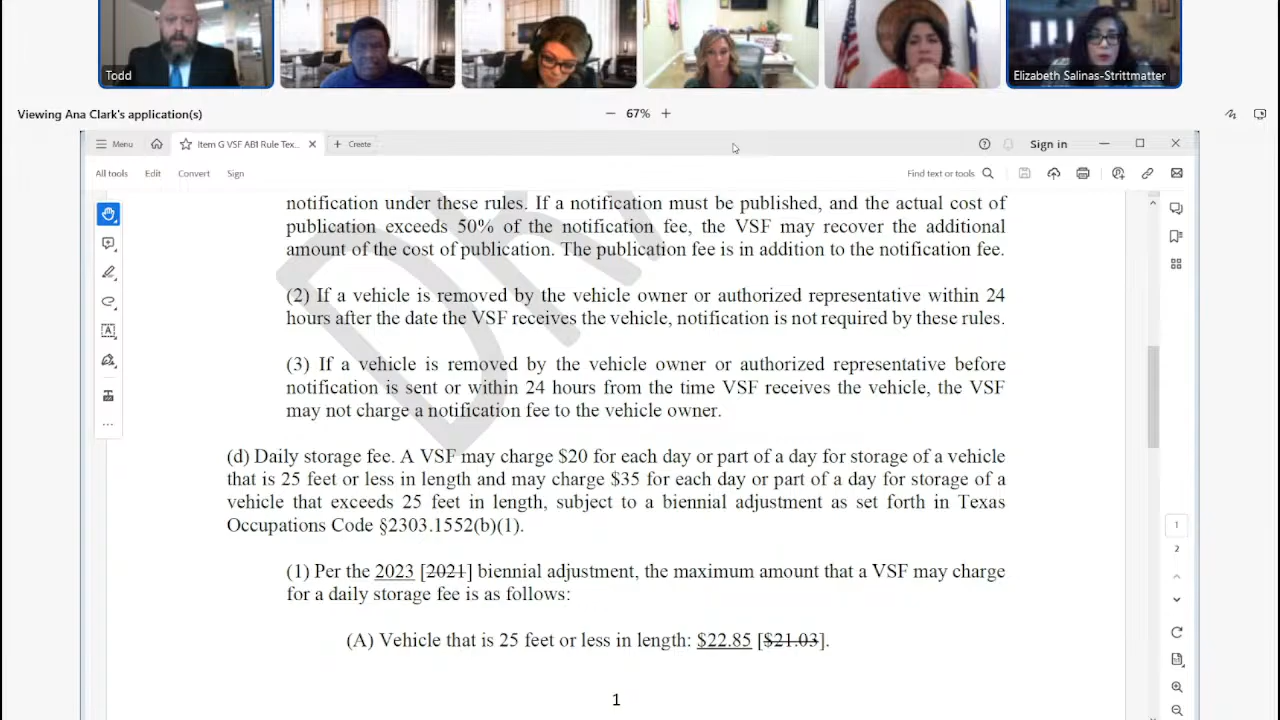 Todd
Elizabeth Salinas-Strittmatter
Viewing Ana Clark's application(s)
67%
Menu
Item G VSF AB1 Rule Tex...
Create
Sign in
All tools
Edit
Convert
Sign
Find text or tools
notification under these rules. If a notification must be published, and the actual cost of
publication exceeds 50% of the notification fee, the VSF may recover the additional
amount of the cost of publication. The publication fee is in addition to the notification fee.
(2) If a vehicle is removed by the vehicle owner or authorized representative within 24
hours after the date the VSF receives the vehicle, notification is not required by these rules.
(3) If a vehicle is removed by the vehicle owner or authorized representative before
notification is sent or within 24 hours from the time VSF receives the vehicle, the VSF
may not charge a notification fee to the vehicle owner.
(d) Daily storage fee. A VSF may charge $20 for each day or part of a day for storage of a vehicle
that is 25 feet or less in length and may charge $35 for each day or part of a day for storage of a
vehicle that exceeds 25 feet in length, subject to a biennial adjustment as set forth in Texas
Occupations Code §2303.1552(b)(1).
(1) Per the 2023 [2021] biennial adjustment, the maximum amount that a VSF may charge
for a daily storage fee is as follows:
(A) Vehicle that is 25 feet or less in length: $22.85 [$21.03].
1
1
2